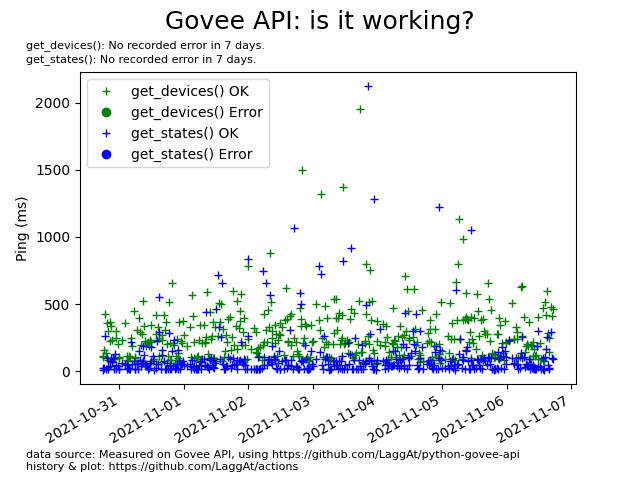 Govee API: is it working?
get_devices(): No recorded error in 7 days.
get_states(): No recorded error in 7 days.
get_devices() OK
get_devices() Error
get_states() OK
get_states() Error
Ping (ms)
2000
1500
1000
500
0
2021-10-31
2021-11-01
2021-11-02
2021-11-03
2021-11-04
2021-11-05
2021-11-06
2021-11-07
data source: Measured on Govee API, using https://github.com/LaggAt/python-govee-api
history & plot: https://github.com/LaggAt/actions